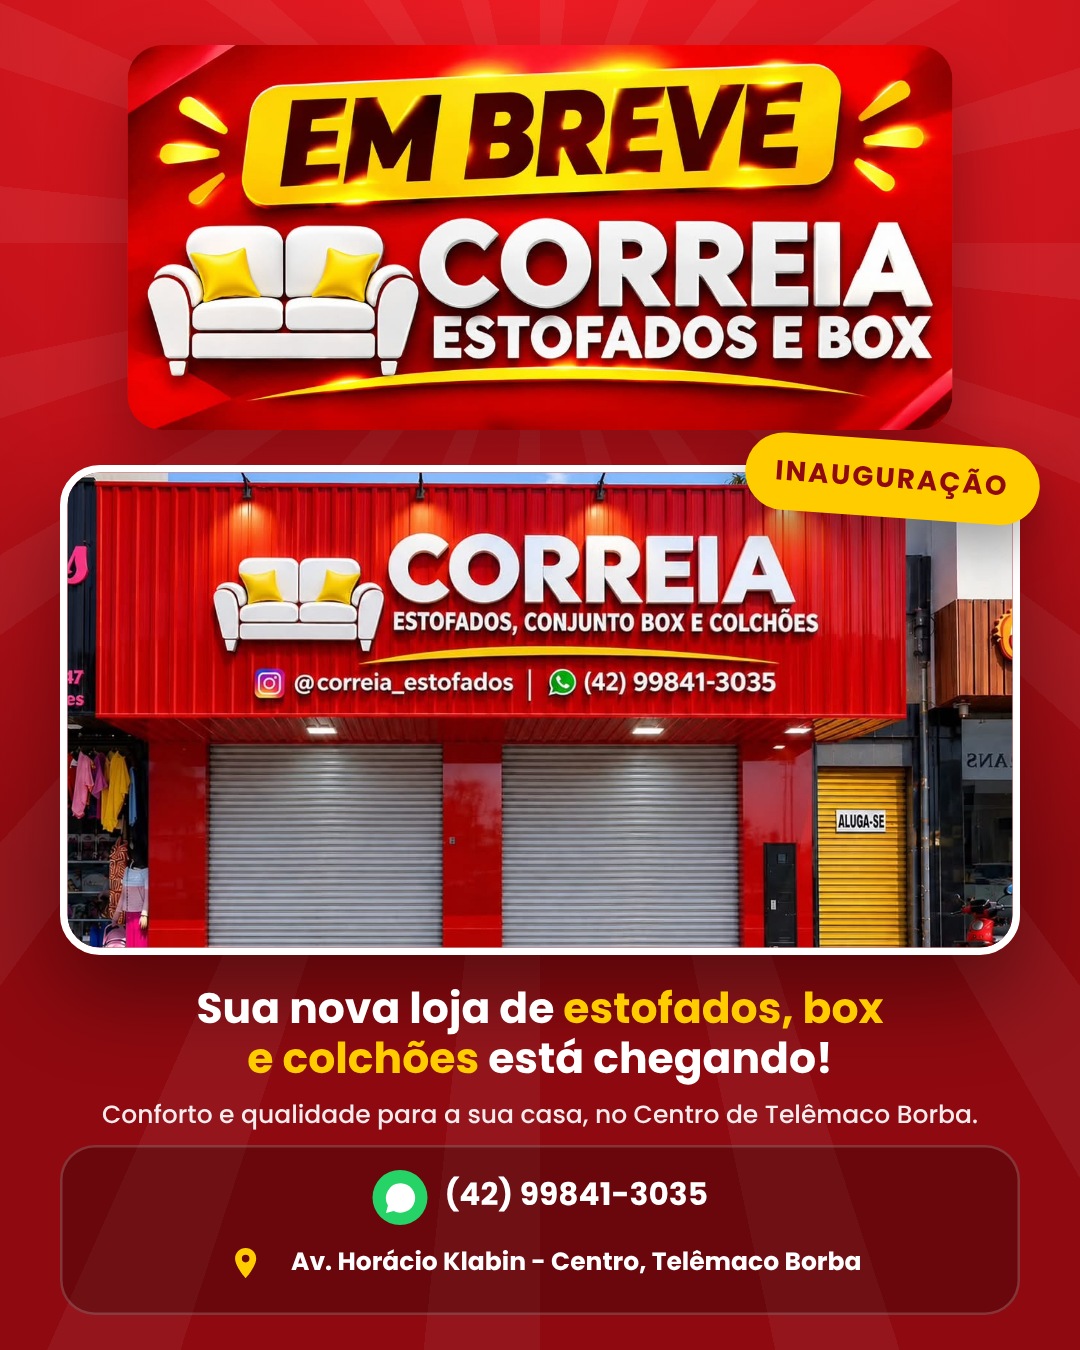 EM BREVE
CORREIA
ESTOFADOS E BOX
INAUGURAÇÃO
CORREIA
ESTOFADOS, CONJUNTO BOX E COLCHÕES
@correia_estofados | (42) 99841-3035
47
es
ALUGA-SE
Sua nova loja de estofados, box
e colchões está chegando!
Conforto e qualidade para a sua casa, no Centro de Telêmaco Borba.
(42) 99841-3035
Av. Horácio Klabin - Centro, Telêmaco Borba